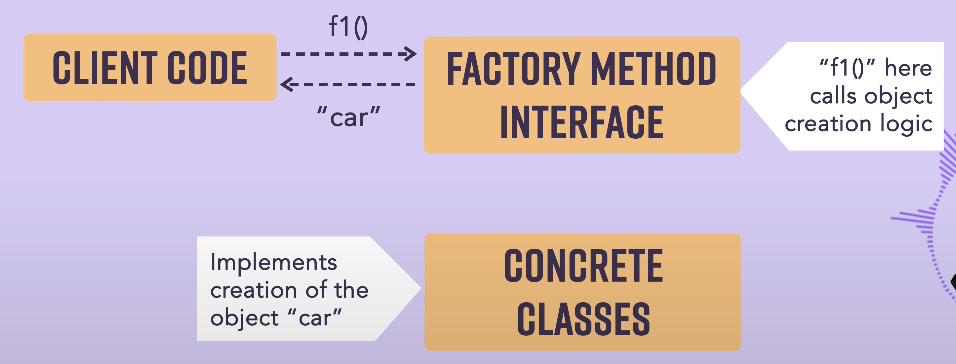 f1()
CLIENT CODE
"car"
FACTORY METHOD
INTERFACE
"f1()" here
calls object
creation logic
Implements
creation of the
object "car"
CONCRETE
CLASSES